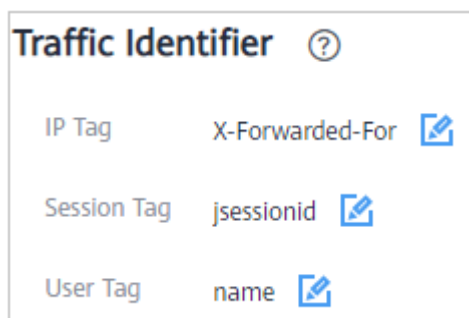 Traffic Identifier ?
IP Tag X-Forwarded-For
Session Tag jsessionid
User Tag name